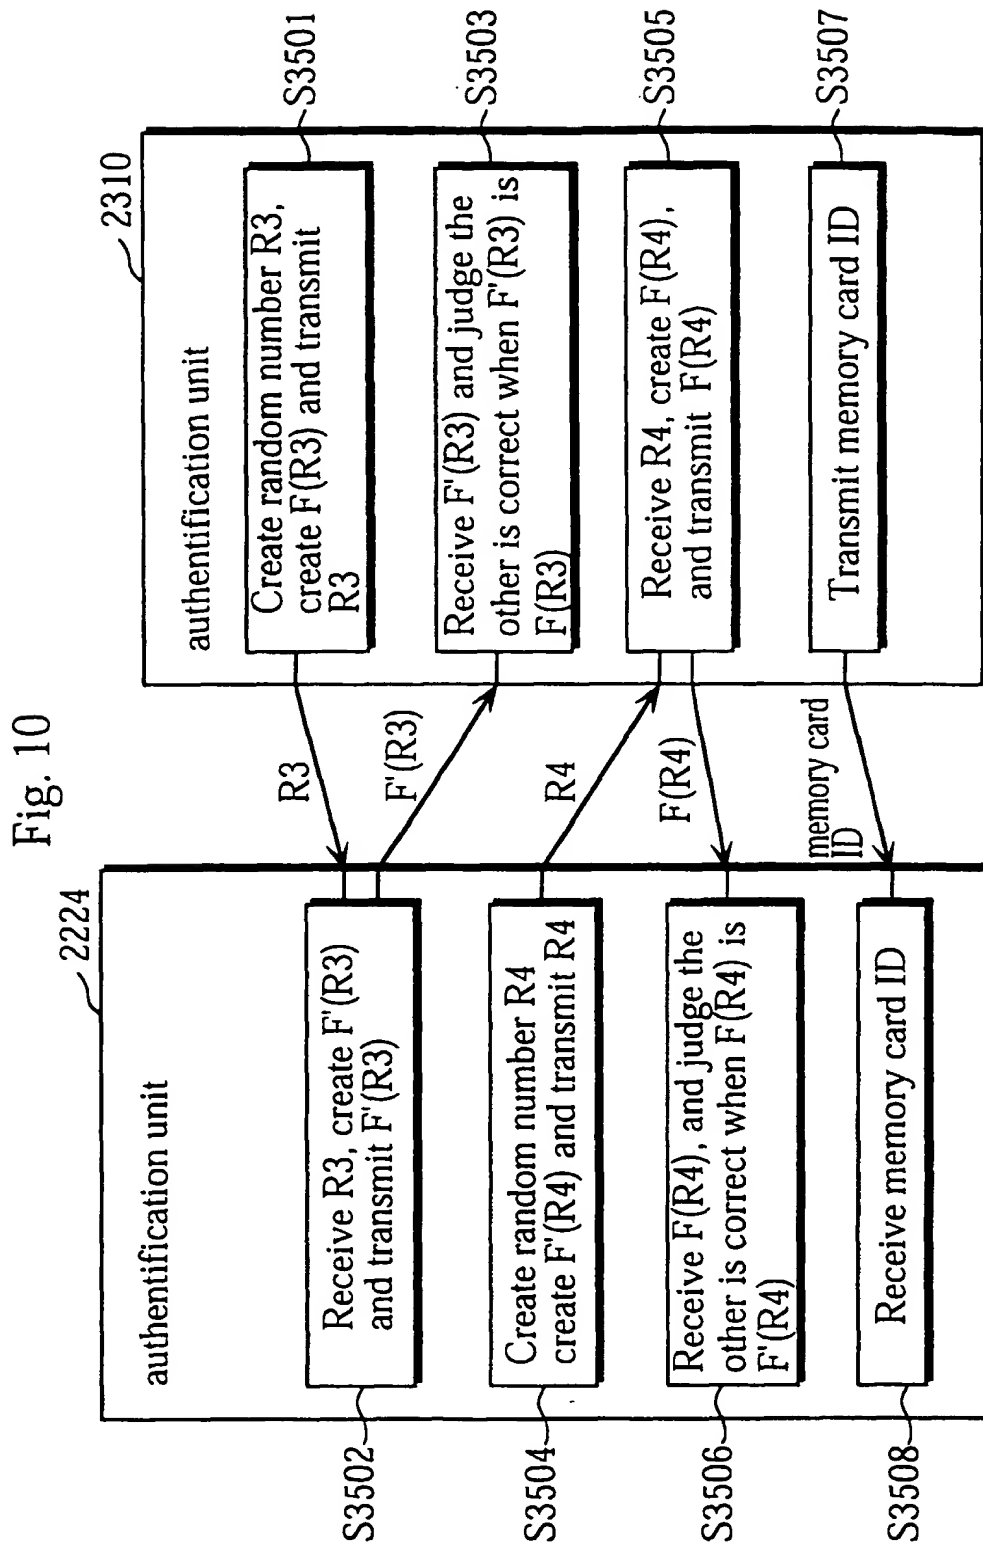 Fig. 10
2224
authentification unit
Receive R3, create F'(R3)
and transmit F'(R3)
S3502
Create random number R4
create F'(R4) and transmit R4
S3504
Receive F(R4), and judge the
other is correct when F(R4) is
F'(R4)
S3506
Receive memory card ID
S3508
R3
F'(R3)
R4
F(R4)
memory card
ID
2310
authentification unit
Create random number R3,
create F(R3) and transmit
R3
S3501
Receive F'(R3) and judge the
other is correct when F'(R3) is
F(R3)
S3503
Receive R4, create F(R4),
and transmit F(R4)
S3505
Transmit memory card ID
S3507